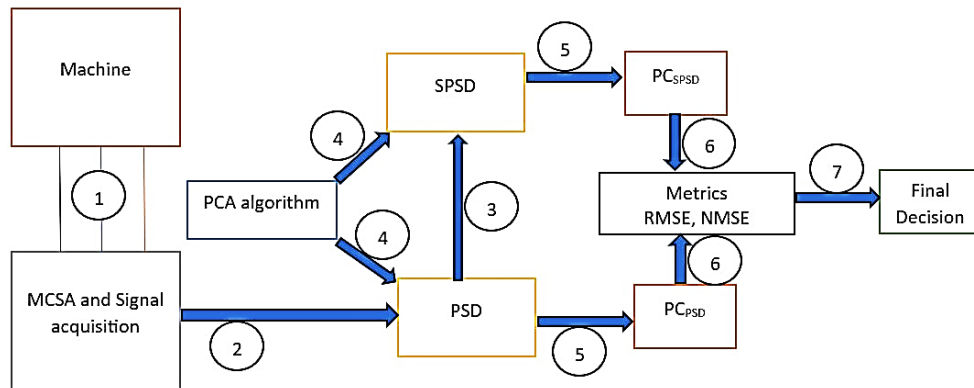 Machine
1
MCSA and Signal
acquisition
2
PCA algorithm
4
4
SPSD
3
PSD
5
5
PCSPSD
6
Metrics
RMSE, NMSE
6
PCPSD
7
Final
Decision